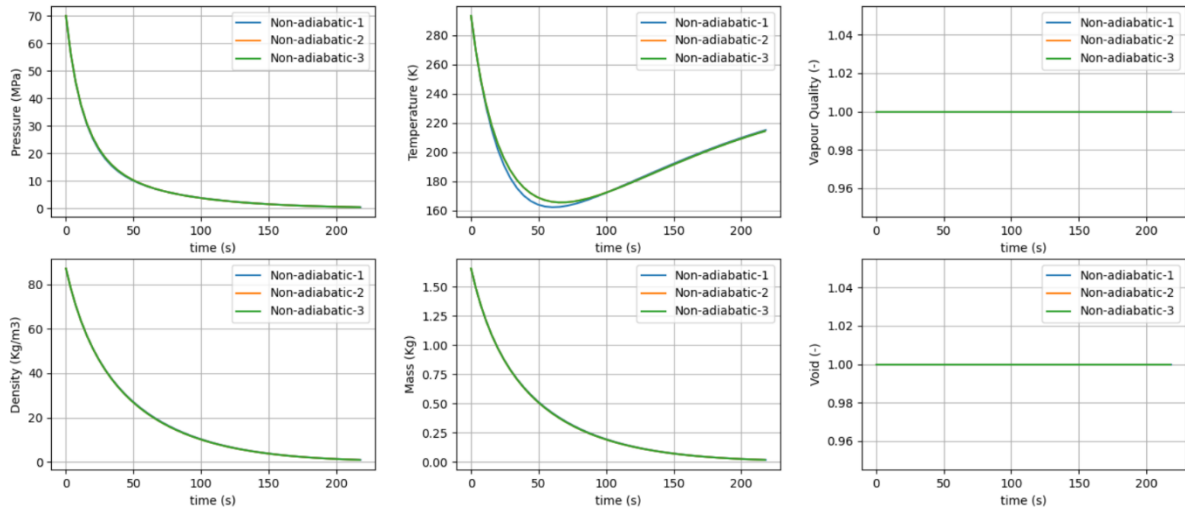 70
60
50
40
30
20
10
0
Pressure (MPa)
Non-adiabatic-1
Non-adiabatic-2
Non-adiabatic-3
0 50 100 150 200
time (s)
280
260
240
220
200
180
160
Temperature (K)
Non-adiabatic-1
Non-adiabatic-2
Non-adiabatic-3
0 50 100 150 200
time (s)
1.04
1.02
1.00
0.98
0.96
Vapour Quality (-)
Non-adiabatic-1
Non-adiabatic-2
Non-adiabatic-3
0 50 100 150 200
time (s)
80
60
40
20
0
Density (Kg/m3)
Non-adiabatic-1
Non-adiabatic-2
Non-adiabatic-3
0 50 100 150 200
time (s)
1.50
1.25
1.00
0.75
0.50
0.25
0.00
Mass (Kg)
Non-adiabatic-1
Non-adiabatic-2
Non-adiabatic-3
0 50 100 150 200
time (s)
1.04
1.02
1.00
0.98
0.96
Void (-)
Non-adiabatic-1
Non-adiabatic-2
Non-adiabatic-3
0 50 100 150 200
time (s)